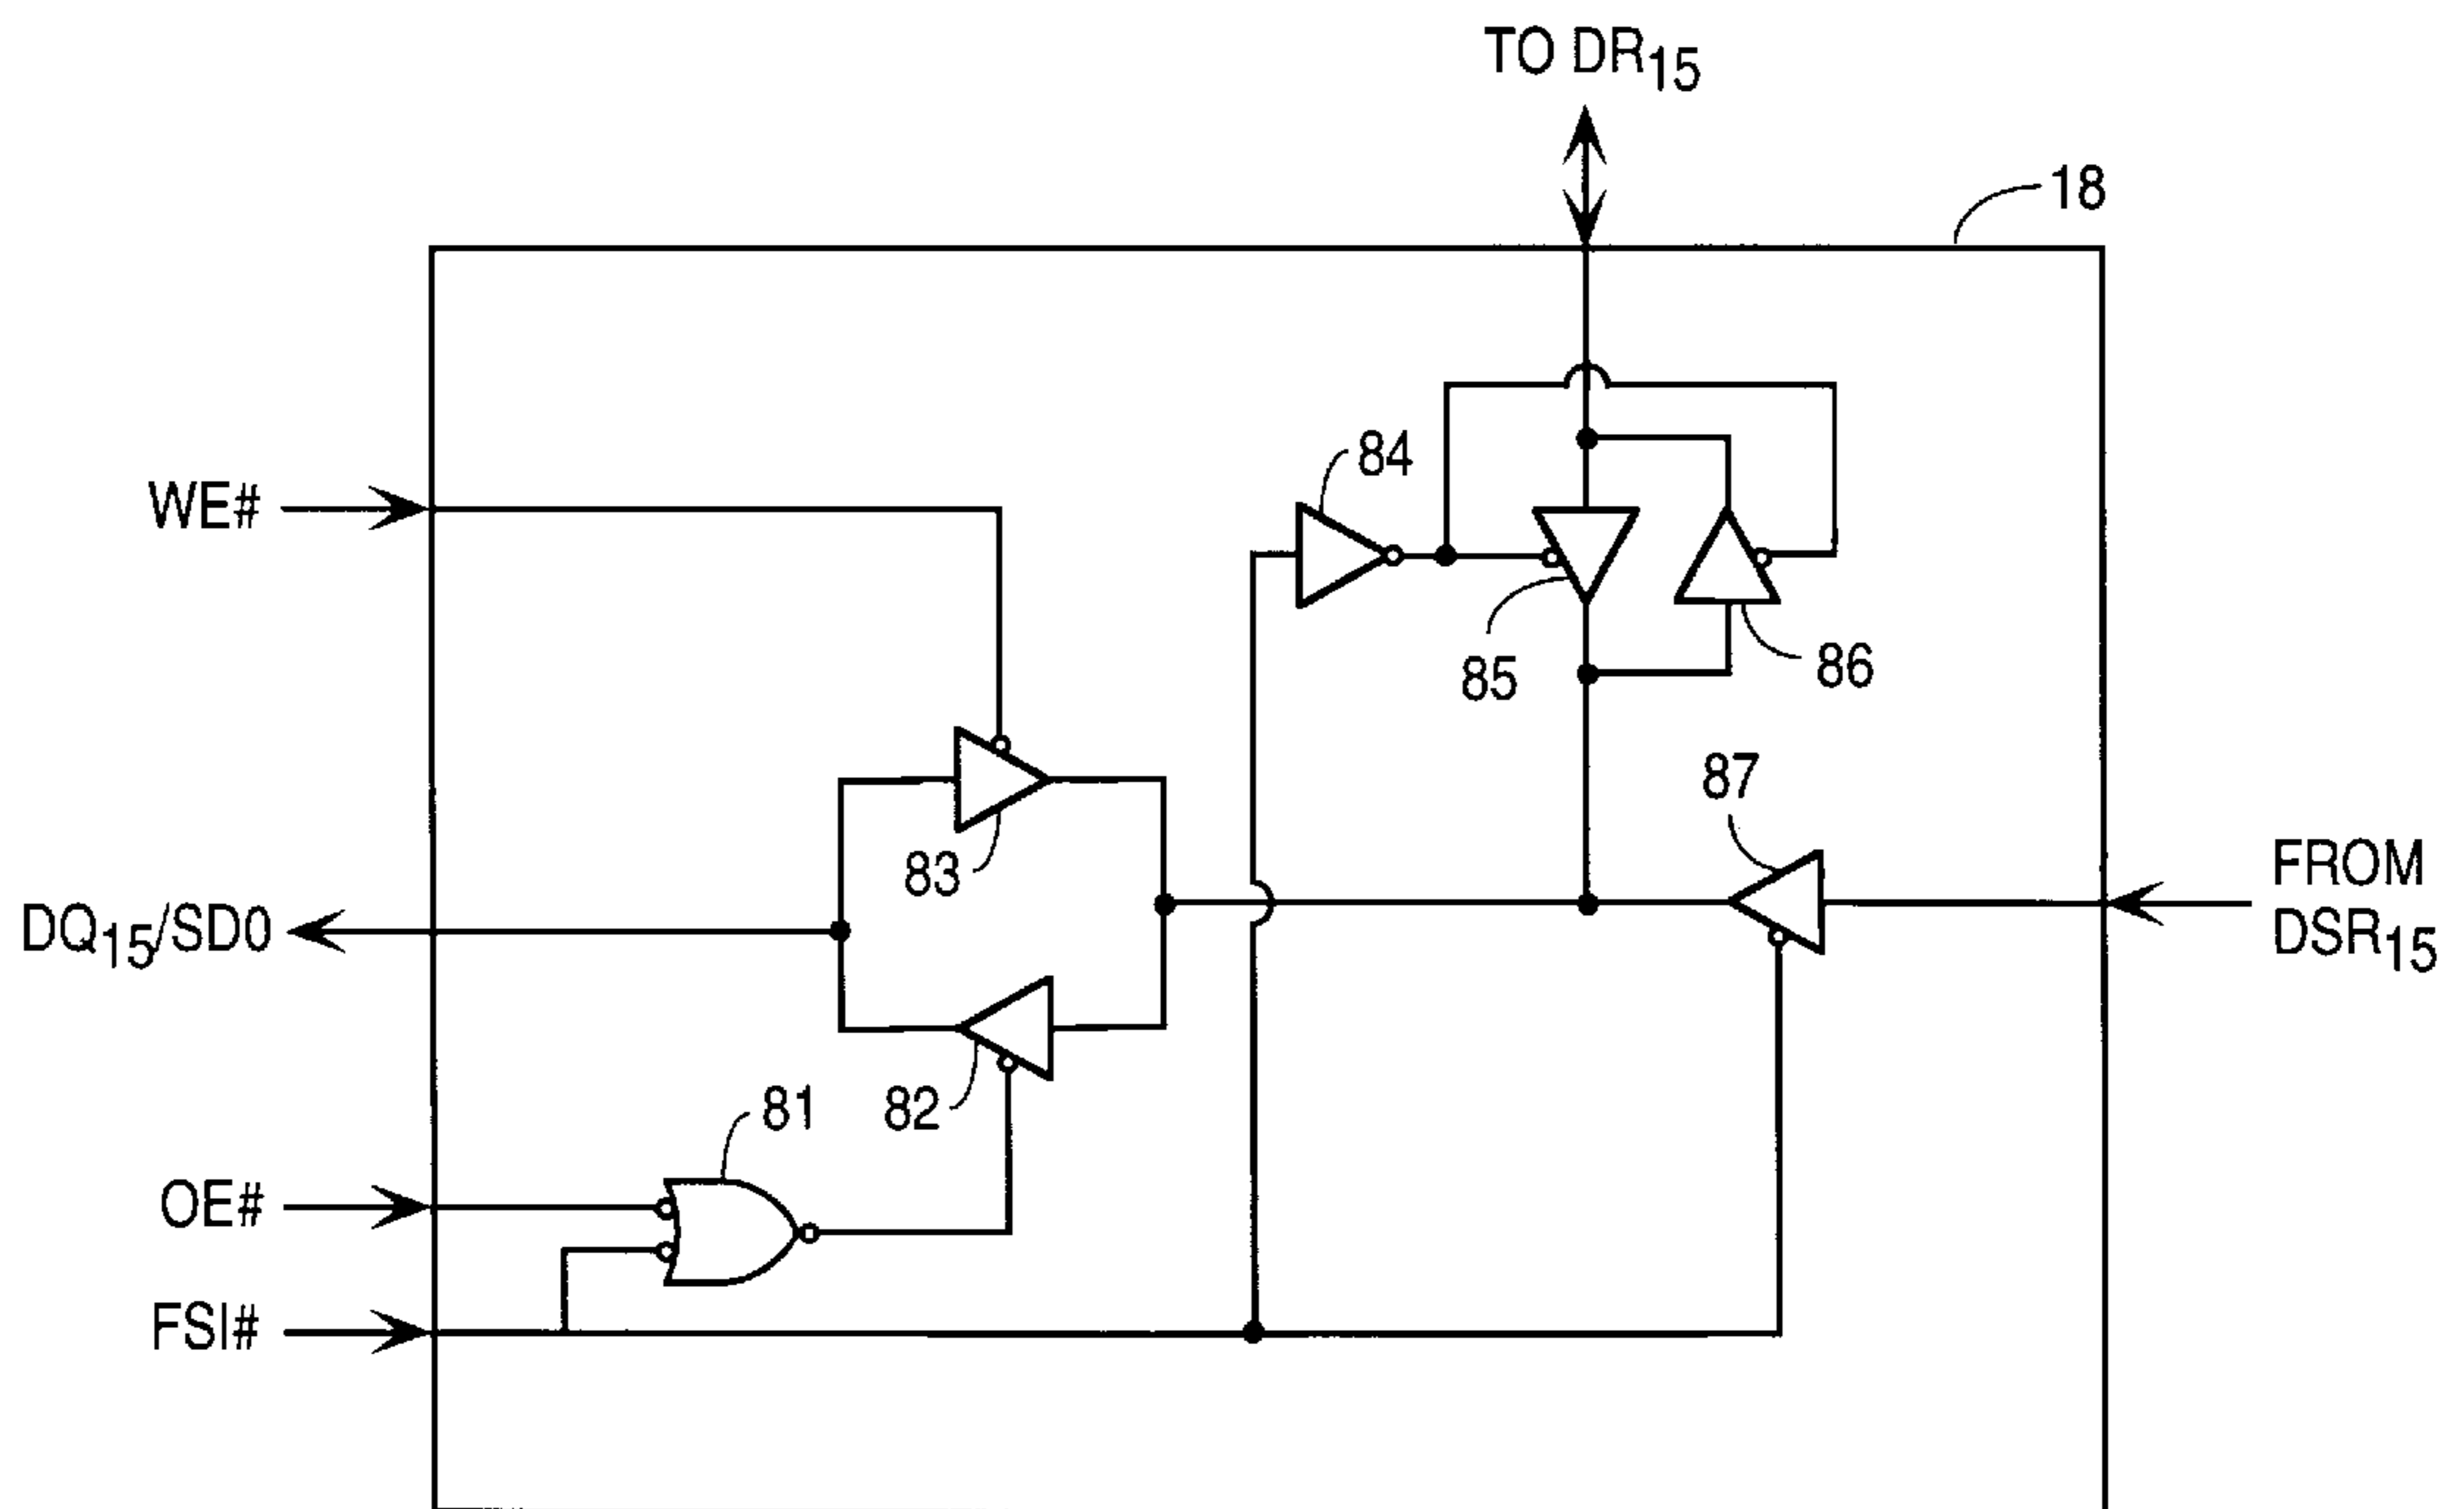 TO DR15
18
84
WE#
85
86
87
83
FROM
DSR15
DQ15/SD0
81
82
OE#
FSI#